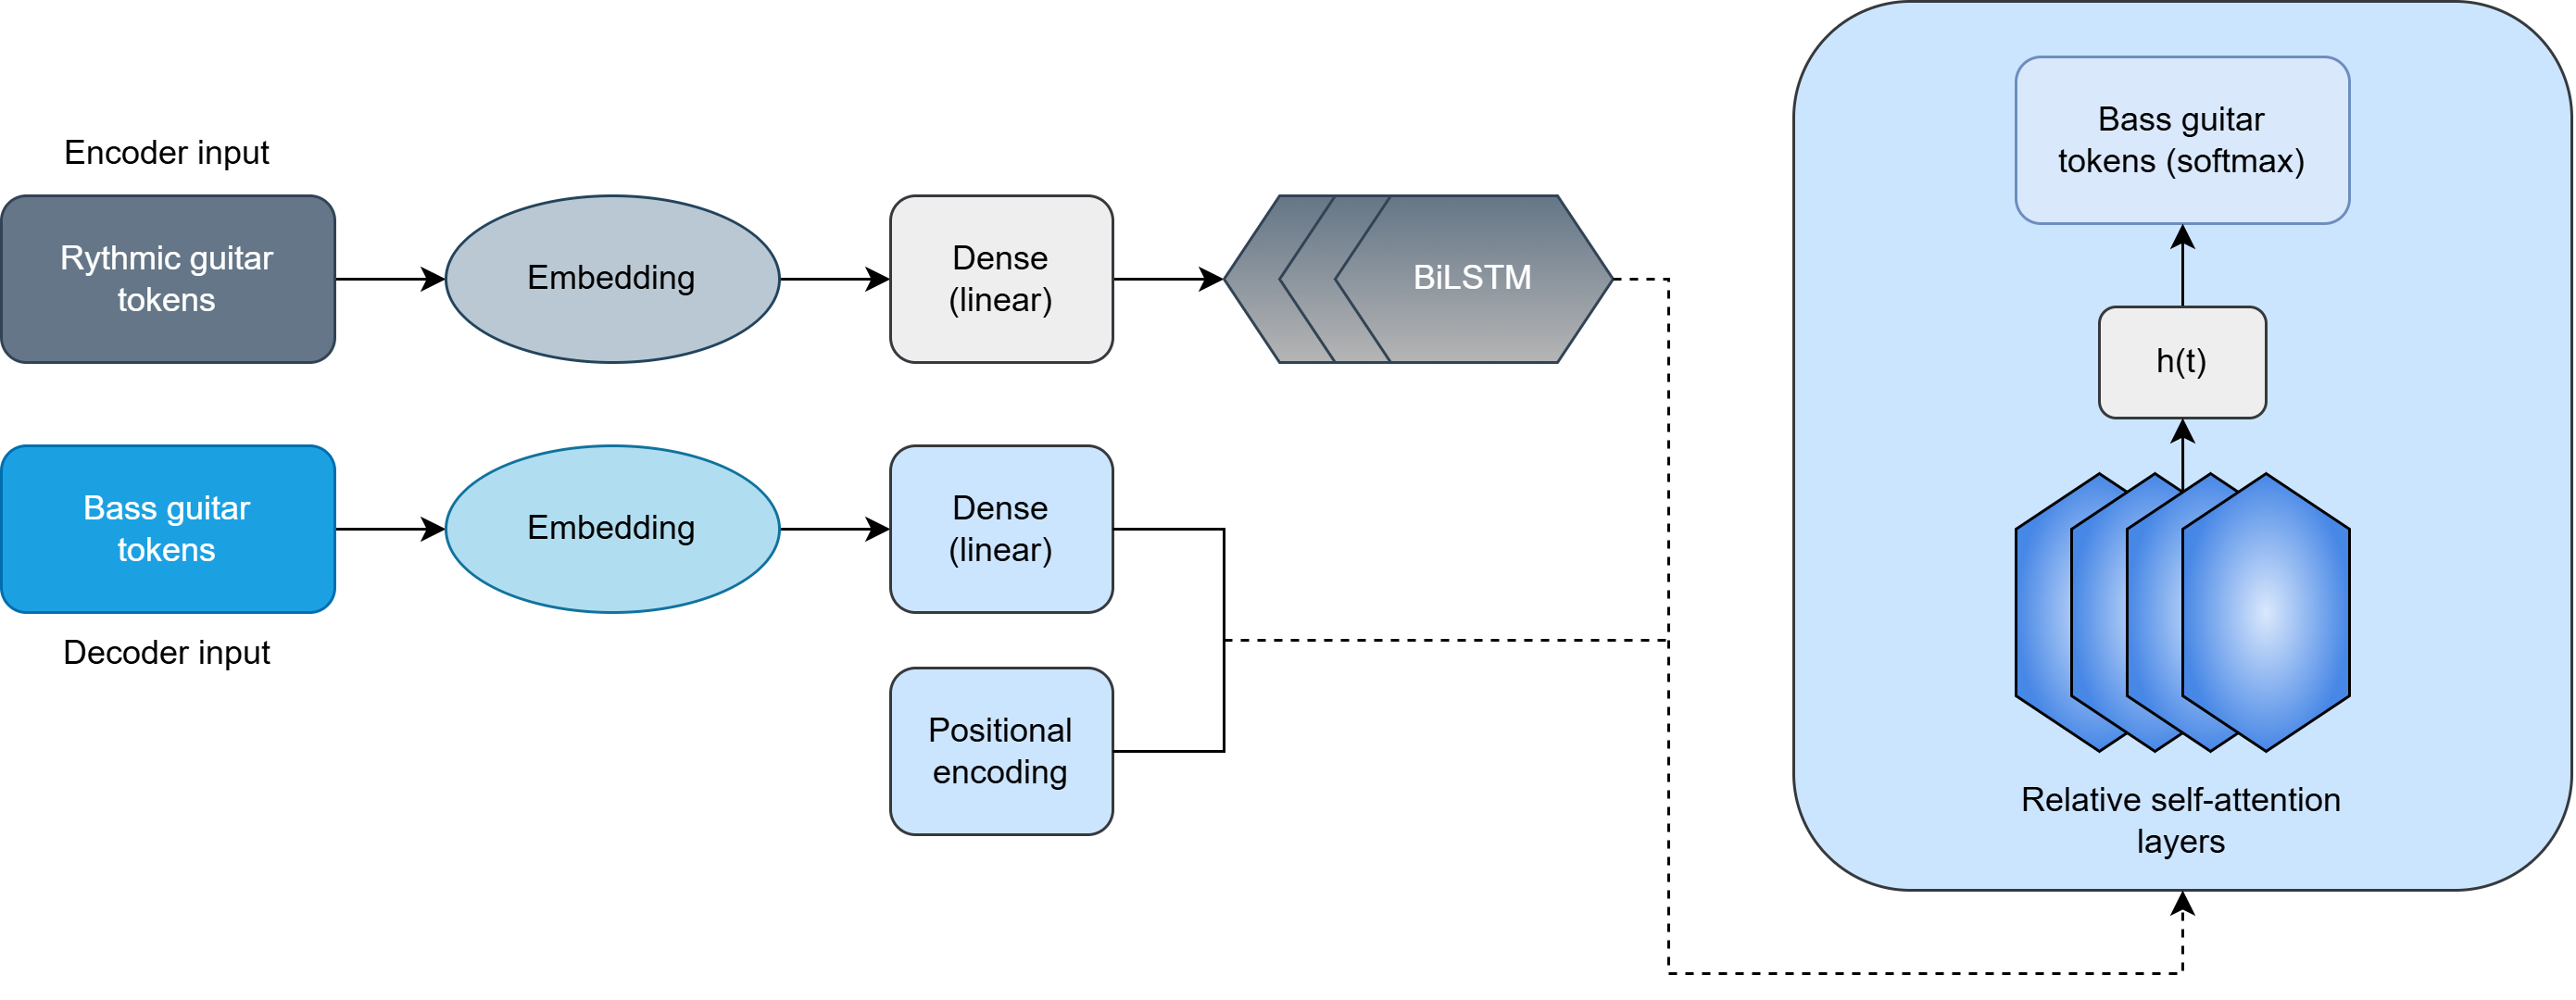 Encoder input
Rythmic guitar
tokens
Embedding
Dense
(linear)
BiLSTM
Bass guitar
tokens
Decoder input
Embedding
Dense
(linear)
Positional
encoding
Bass guitar
tokens (softmax)
h(t)
Relative self-attention
layers